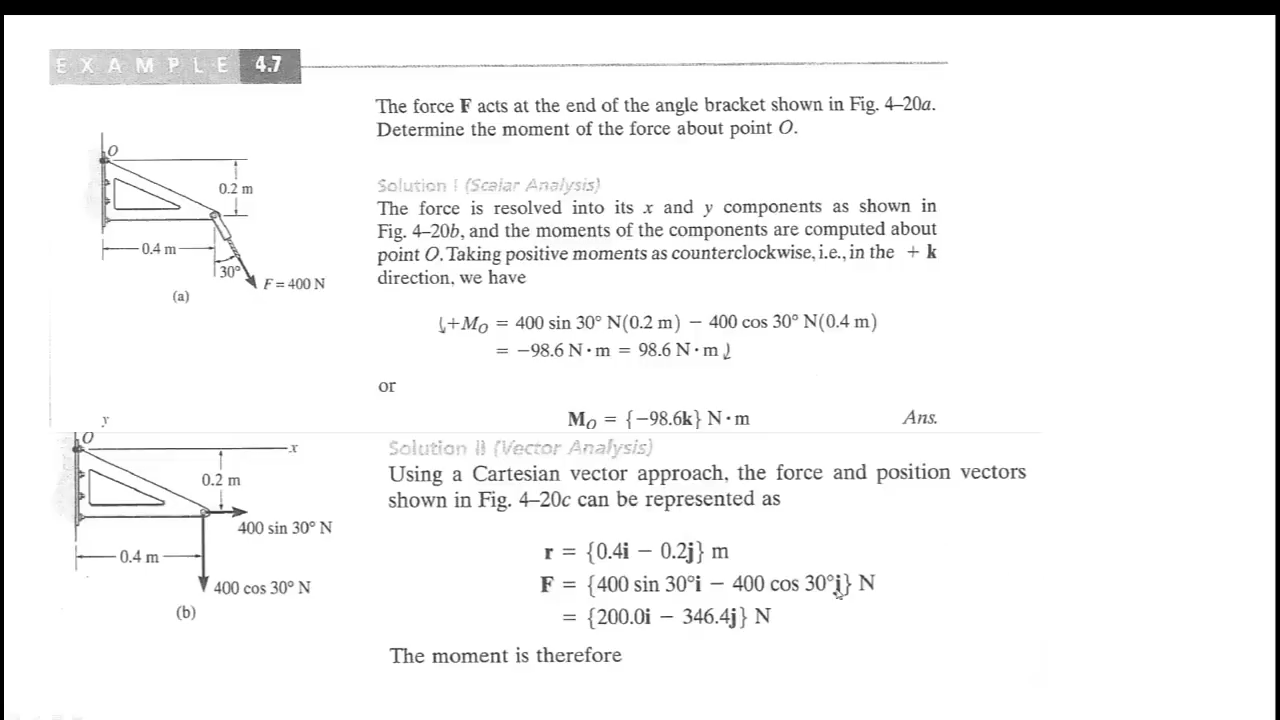 EXAMPLE 4.7
The force F acts at the end of the angle bracket shown in Fig. 4–20a.
Determine the moment of the force about point O.
O
0.2 m
0.4 m
30°
F = 400 N
(a)
Solution I (Scalar Analysis)
The force is resolved into its x and y components as shown in
Fig. 4–20b, and the moments of the components are computed about
point O. Taking positive moments as counterclockwise, i.e., in the + k
direction, we have
⤹+M_O = 400 sin 30° N(0.2 m) − 400 cos 30° N(0.4 m)
= −98.6 N·m = 98.6 N·m ⤸
or
M_O = {−98.6k} N·m Ans.
y
O
x
0.2 m
400 sin 30° N
0.4 m
400 cos 30° N
(b)
Solution II (Vector Analysis)
Using a Cartesian vector approach, the force and position vectors
shown in Fig. 4–20c can be represented as
r = {0.4i − 0.2j} m
F = {400 sin 30°i − 400 cos 30°j} N
= {200.0i − 346.4j} N
The moment is therefore